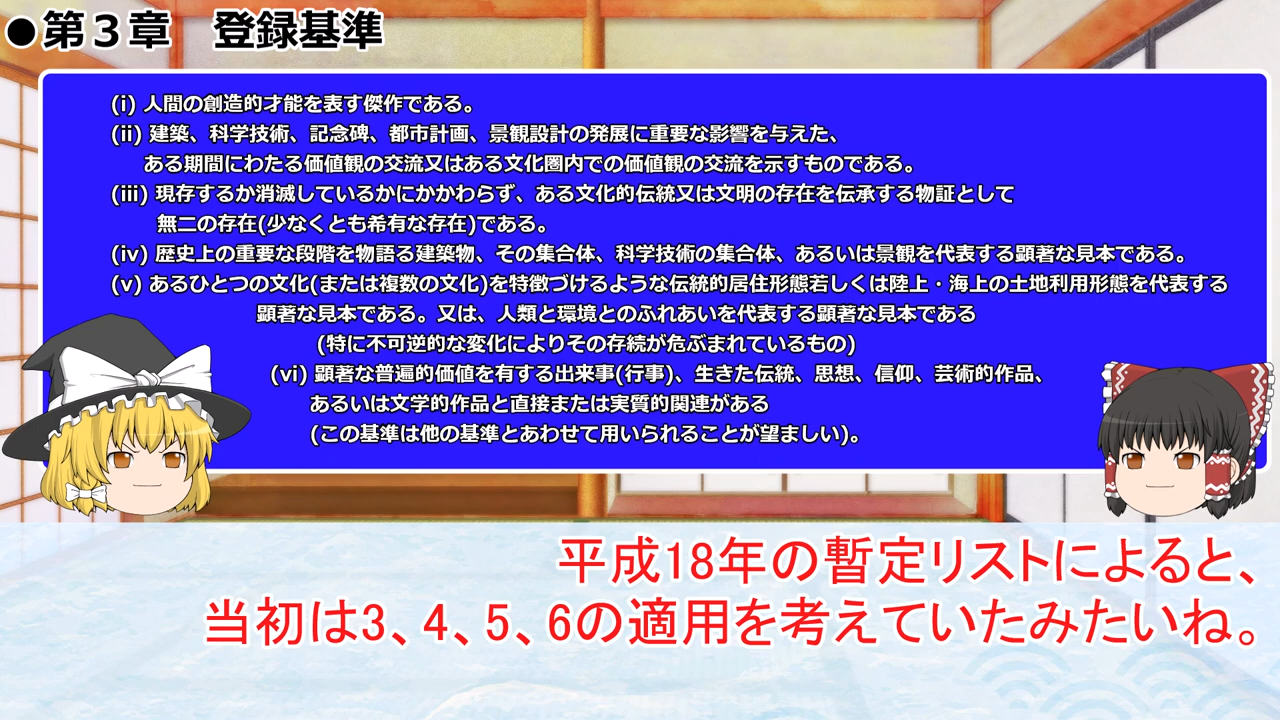 ●第３章　登録基準
(i) 人間の創造的才能を表す傑作である。
(ii) 建築、科学技術、記念碑、都市計画、景観設計の発展に重要な影響を与えた、
ある期間にわたる価値観の交流又はある文化圏内での価値観の交流を示すものである。
(iii) 現存するか消滅しているかにかかわらず、ある文化的伝統又は文明の存在を伝承する物証として
無二の存在(少なくとも希有な存在)である。
(iv) 歴史上の重要な段階を物語る建築物、その集合体、科学技術の集合体、あるいは景観を代表する顕著な見本である。
(v) あるひとつの文化(または複数の文化)を特徴づけるような伝統的居住形態若しくは陸上・海上の土地利用形態を代表する
顕著な見本である。又は、人類と環境とのふれあいを代表する顕著な見本である
(特に不可逆的な変化によりその存続が危ぶまれているもの)
(vi) 顕著な普遍的価値を有する出来事(行事)、生きた伝統、思想、信仰、芸術的作品、
あるいは文学的作品と直接または実質的関連がある
(この基準は他の基準とあわせて用いられることが望ましい)。
平成18年の暫定リストによると、
当初は3、4、5、6の適用を考えていたみたいね。